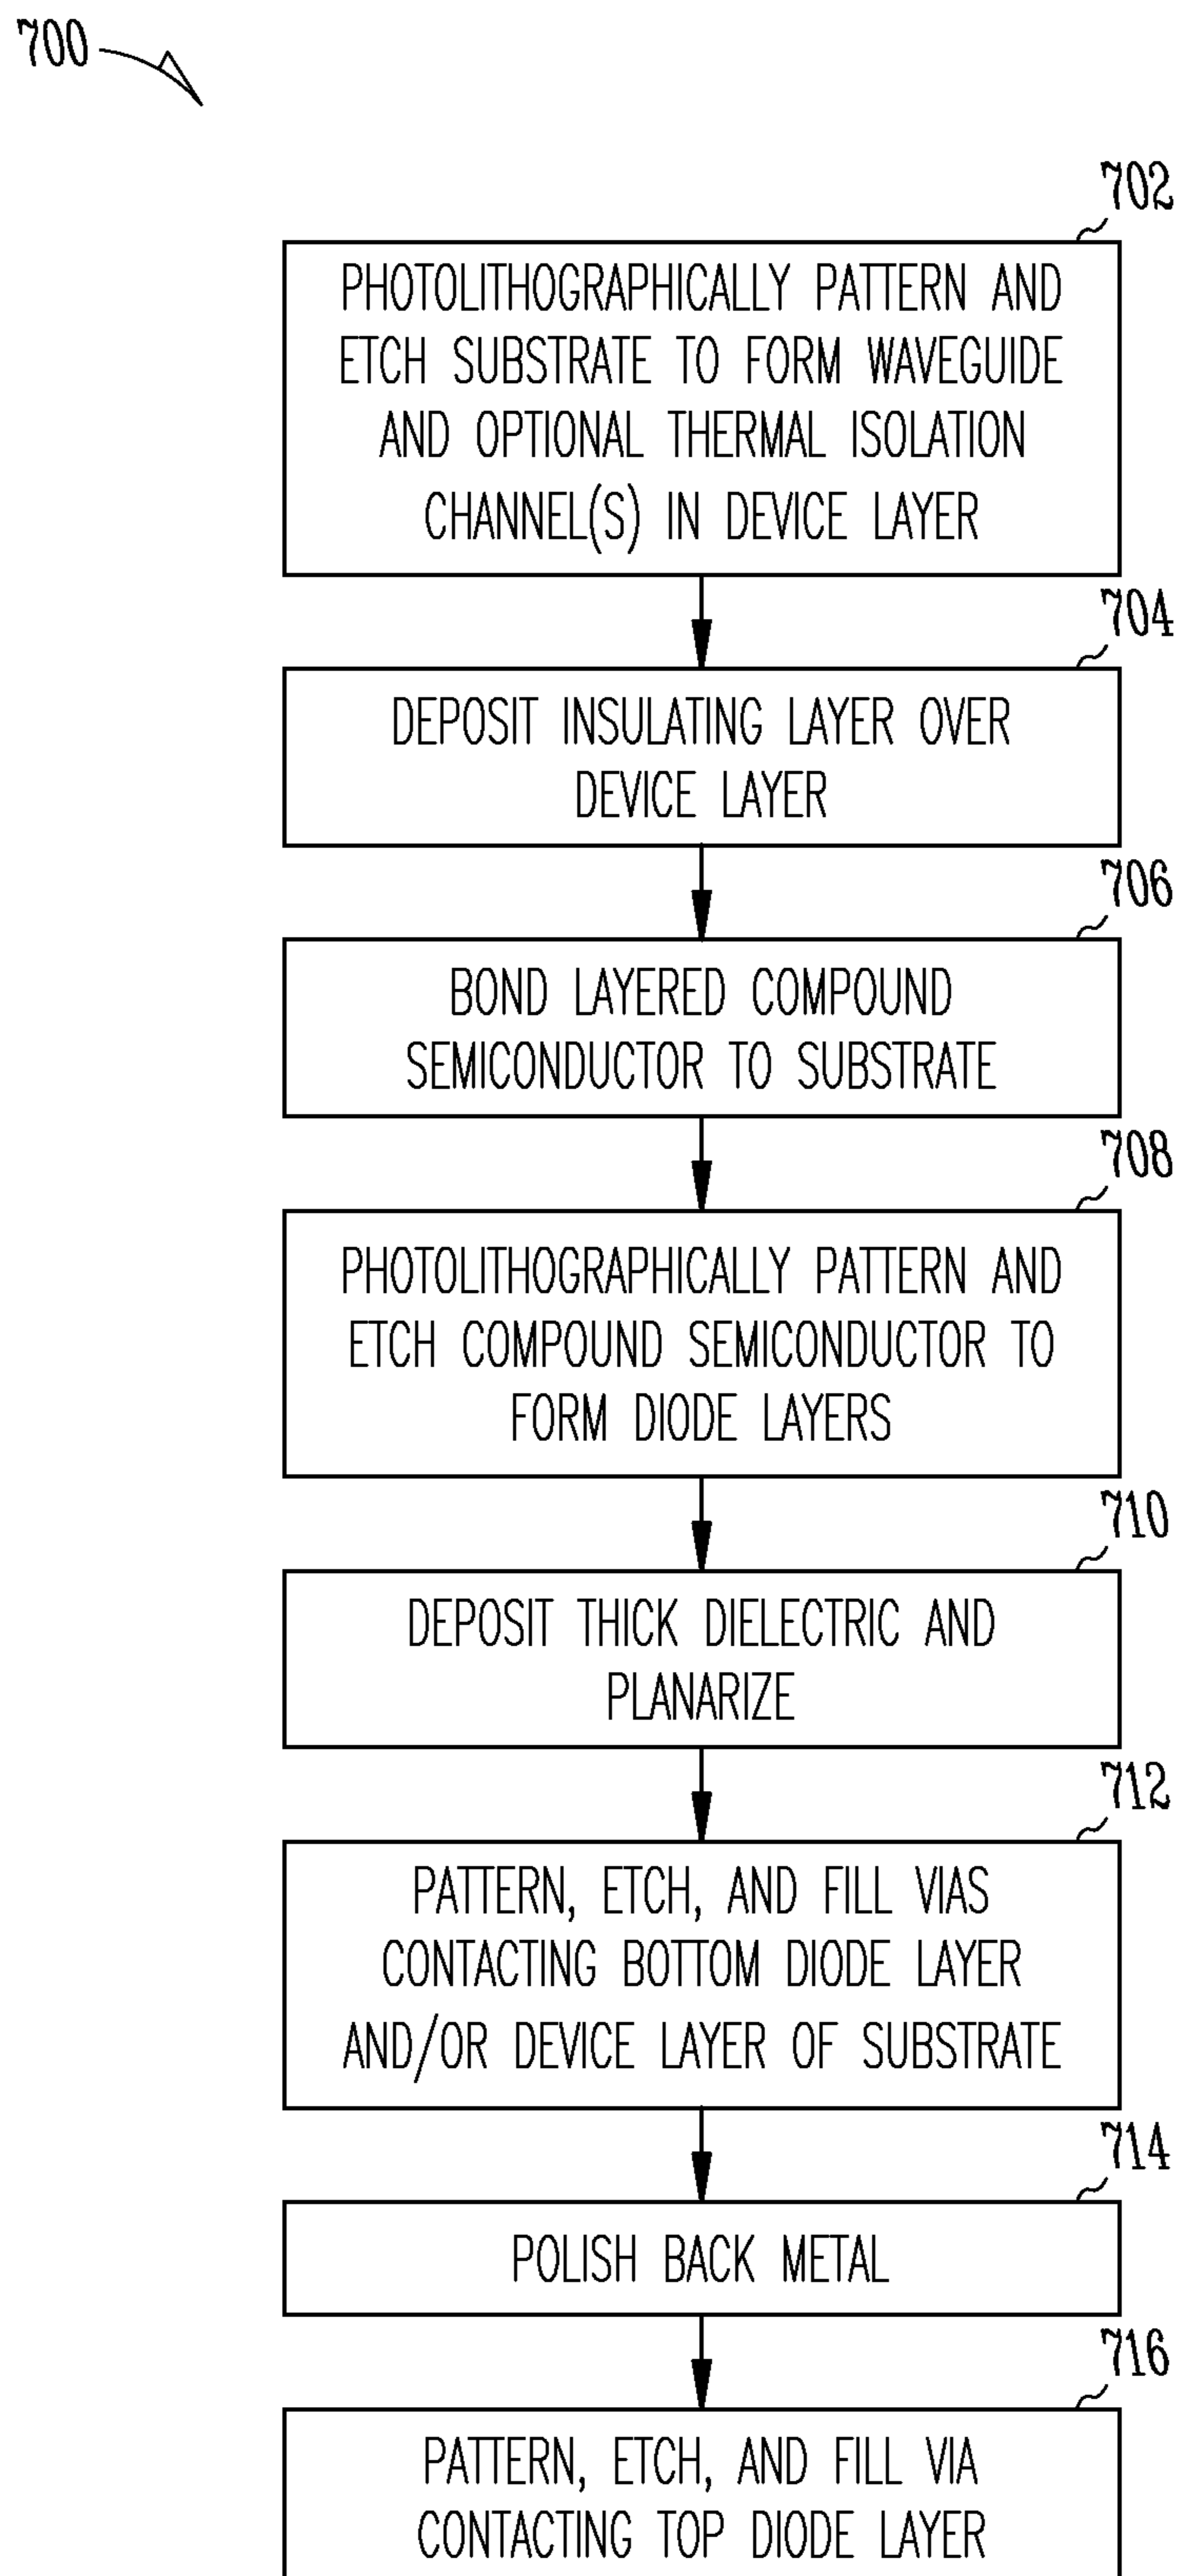 700
702
PHOTOLITHOGRAPHICALLY PATTERN AND
ETCH SUBSTRATE TO FORM WAVEGUIDE
AND OPTIONAL THERMAL ISOLATION
CHANNEL(S) IN DEVICE LAYER
704
DEPOSIT INSULATING LAYER OVER
DEVICE LAYER
706
BOND LAYERED COMPOUND
SEMICONDUCTOR TO SUBSTRATE
708
PHOTOLITHOGRAPHICALLY PATTERN AND
ETCH COMPOUND SEMICONDUCTOR TO
FORM DIODE LAYERS
710
DEPOSIT THICK DIELECTRIC AND
PLANARIZE
712
PATTERN, ETCH, AND FILL VIAS
CONTACTING BOTTOM DIODE LAYER
AND/OR DEVICE LAYER OF SUBSTRATE
714
POLISH BACK METAL
716
PATTERN, ETCH, AND FILL VIA
CONTACTING TOP DIODE LAYER